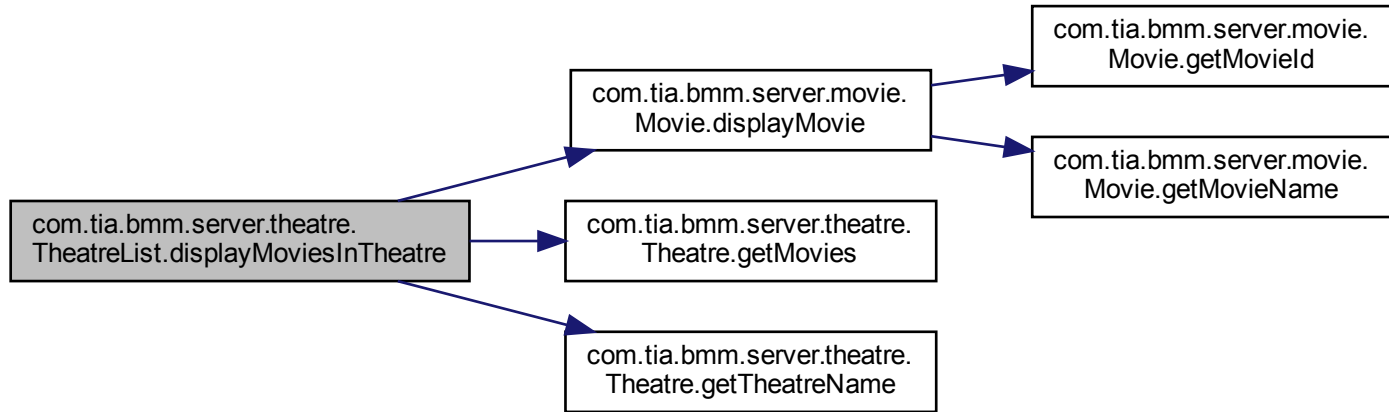 com.tia.bmm.server.theatre.
TheatreList.displayMoviesInTheatre
com.tia.bmm.server.movie.
Movie.displayMovie
com.tia.bmm.server.theatre.
Theatre.getMovies
com.tia.bmm.server.theatre.
Theatre.getTheatreName
com.tia.bmm.server.movie.
Movie.getMovieId
com.tia.bmm.server.movie.
Movie.getMovieName